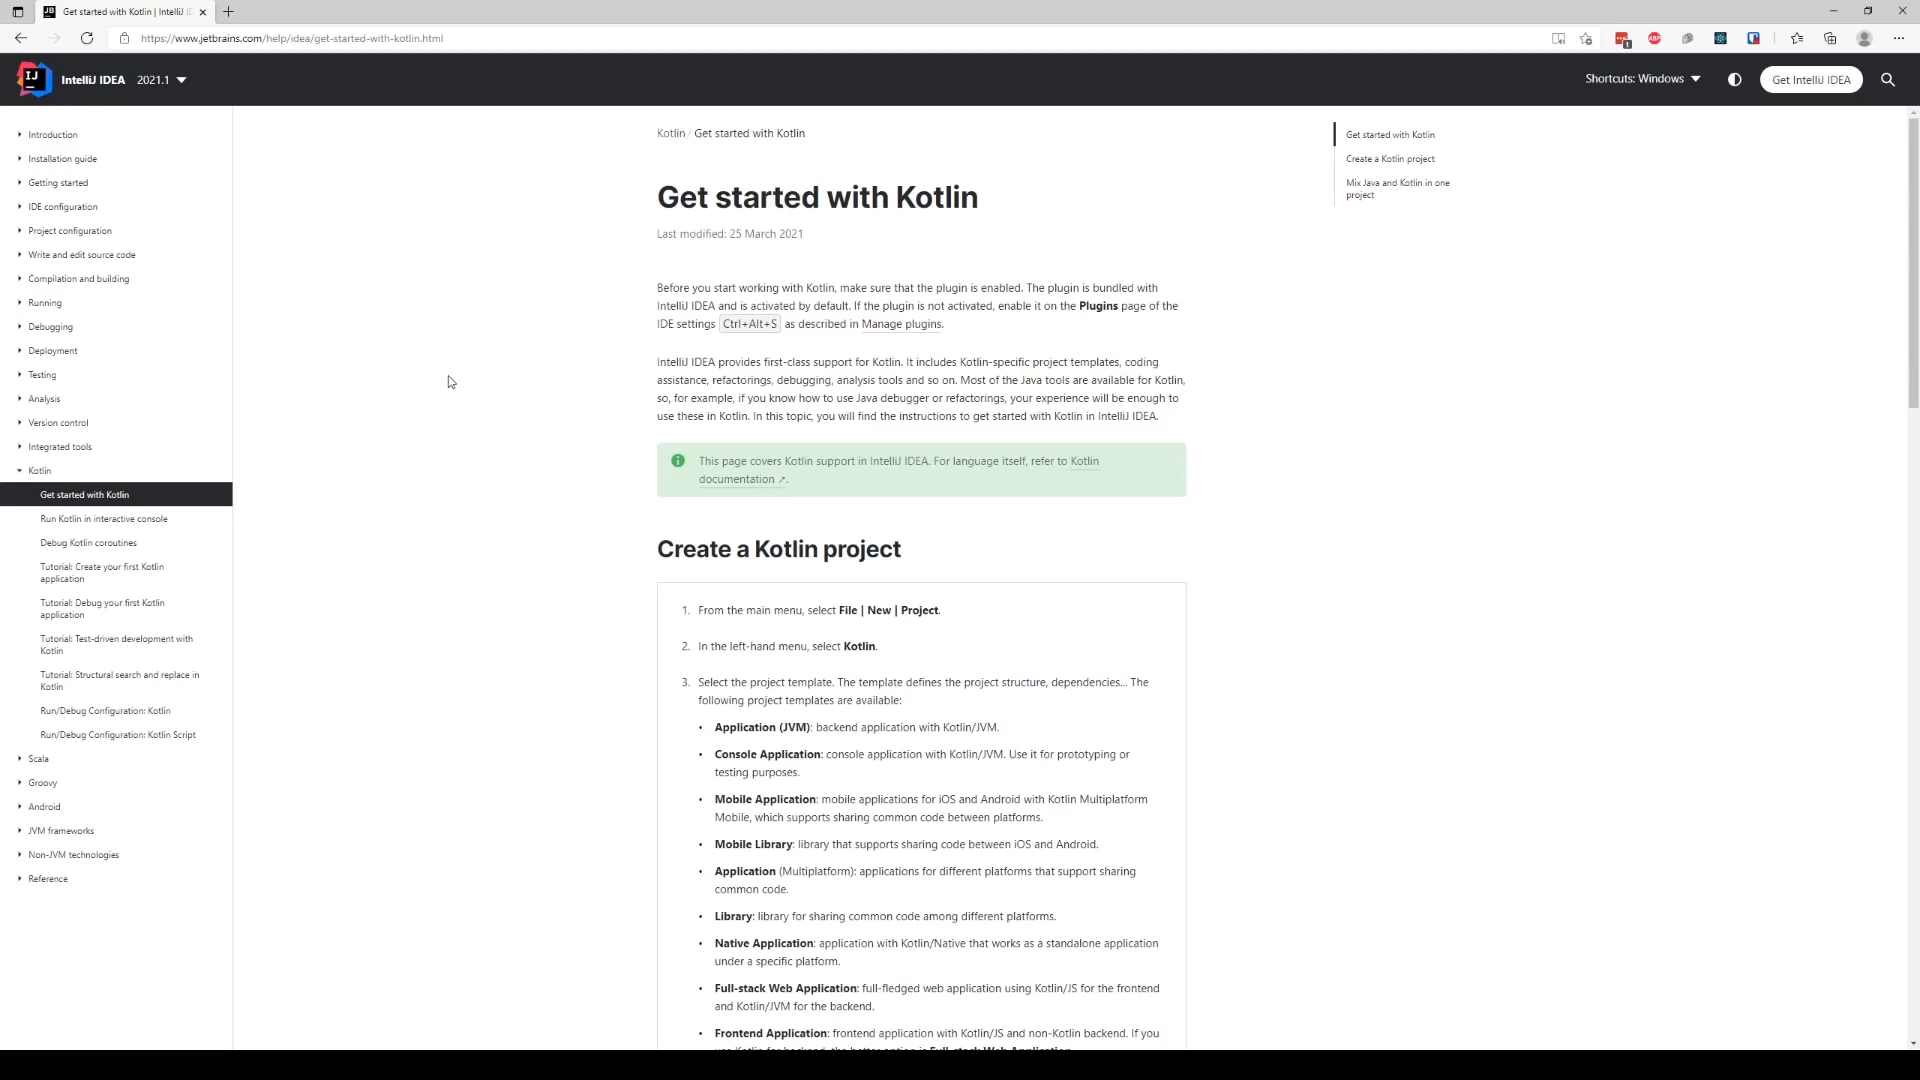 Get started with Kotlin | IntelliJ ID
https://www.jetbrains.com/help/idea/get-started-with-kotlin.html
1
ABP
IJ
IntelliJ IDEA
2021.1
Shortcuts: Windows
Get IntelliJ IDEA
Introduction
Installation guide
Getting started
IDE configuration
Project configuration
Write and edit source code
Compilation and building
Running
Debugging
Deployment
Testing
Analysis
Version control
Integrated tools
Kotlin
Get started with Kotlin
Run Kotlin in interactive console
Debug Kotlin coroutines
Tutorial: Create your first Kotlin
application
Tutorial: Debug your first Kotlin
application
Tutorial: Test-driven development with
Kotlin
Tutorial: Structural search and replace in
Kotlin
Run/Debug Configuration: Kotlin
Run/Debug Configuration: Kotlin Script
Scala
Groovy
Android
JVM frameworks
Non-JVM technologies
Reference
Kotlin / Get started with Kotlin
Get started with Kotlin
Last modified: 25 March 2021
Before you start working with Kotlin, make sure that the plugin is enabled. The plugin is bundled with
IntelliJ IDEA and is activated by default. If the plugin is not activated, enable it on the Plugins page of the
IDE settings Ctrl+Alt+S as described in Manage plugins.
IntelliJ IDEA provides first-class support for Kotlin. It includes Kotlin-specific project templates, coding
assistance, refactorings, debugging, analysis tools and so on. Most of the Java tools are available for Kotlin,
so, for example, if you know how to use Java debugger or refactorings, your experience will be enough to
use these in Kotlin. In this topic, you will find the instructions to get started with Kotlin in IntelliJ IDEA.
This page covers Kotlin support in IntelliJ IDEA. For language itself, refer to Kotlin
documentation ↗.
Create a Kotlin project
1. From the main menu, select File | New | Project.
2. In the left-hand menu, select Kotlin.
3. Select the project template. The template defines the project structure, dependencies... The
following project templates are available:
• Application (JVM): backend application with Kotlin/JVM.
• Console Application: console application with Kotlin/JVM. Use it for prototyping or
testing purposes.
• Mobile Application: mobile applications for iOS and Android with Kotlin Multiplatform
Mobile, which supports sharing common code between platforms.
• Mobile Library: library that supports sharing code between iOS and Android.
• Application (Multiplatform): applications for different platforms that support sharing
common code.
• Library: library for sharing common code among different platforms.
• Native Application: application with Kotlin/Native that works as a standalone application
under a specific platform.
• Full-stack Web Application: full-fledged web application using Kotlin/JS for the frontend
and Kotlin/JVM for the backend.
• Frontend Application: frontend application with Kotlin/JS and non-Kotlin backend. If you
use Kotlin for backend, the better option is Full-stack Web Application.
Get started with Kotlin
Create a Kotlin project
Mix Java and Kotlin in one
project